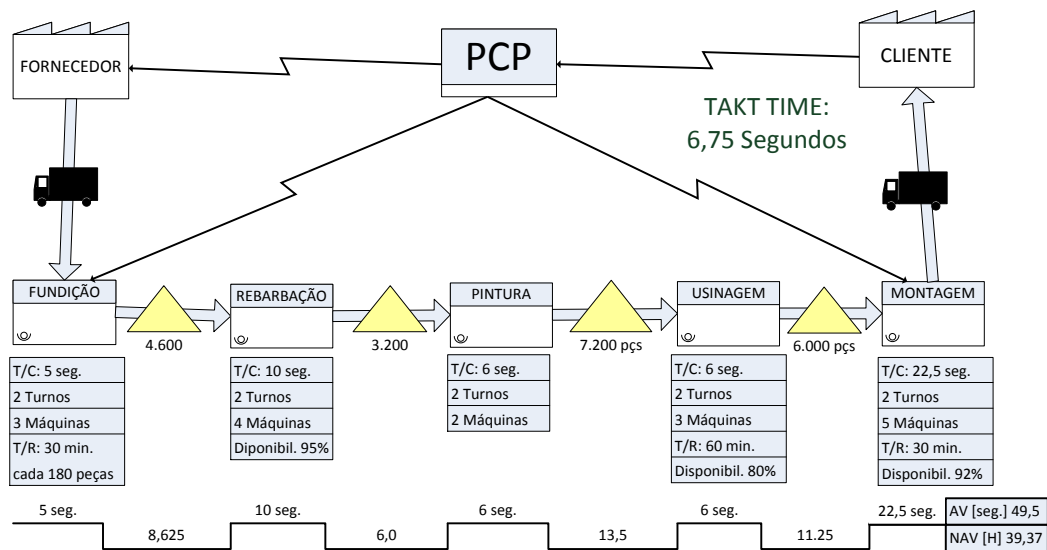 FORNECEDOR
PCP
CLIENTE
TAKT TIME:
6,75 Segundos
FUNDIÇÃO
4.600
REBARBAÇÃO
3.200
PINTURA
7.200 pçs
USINAGEM
6.000 pçs
MONTAGEM
T/C: 5 seg.
2 Turnos
3 Máquinas
T/R: 30 min.
cada 180 peças
T/C: 10 seg.
2 Turnos
4 Máquinas
Diponibil. 95%
T/C: 6 seg.
2 Turnos
2 Máquinas
T/C: 6 seg.
2 Turnos
3 Máquinas
T/R: 60 min.
Disponibil. 80%
T/C: 22,5 seg.
2 Turnos
5 Máquinas
T/R: 30 min.
Disponibil. 92%
5 seg.
8,625
10 seg.
6,0
6 seg.
13,5
6 seg.
11.25
22,5 seg.
AV [seg.] 49,5
NAV [H] 39,37